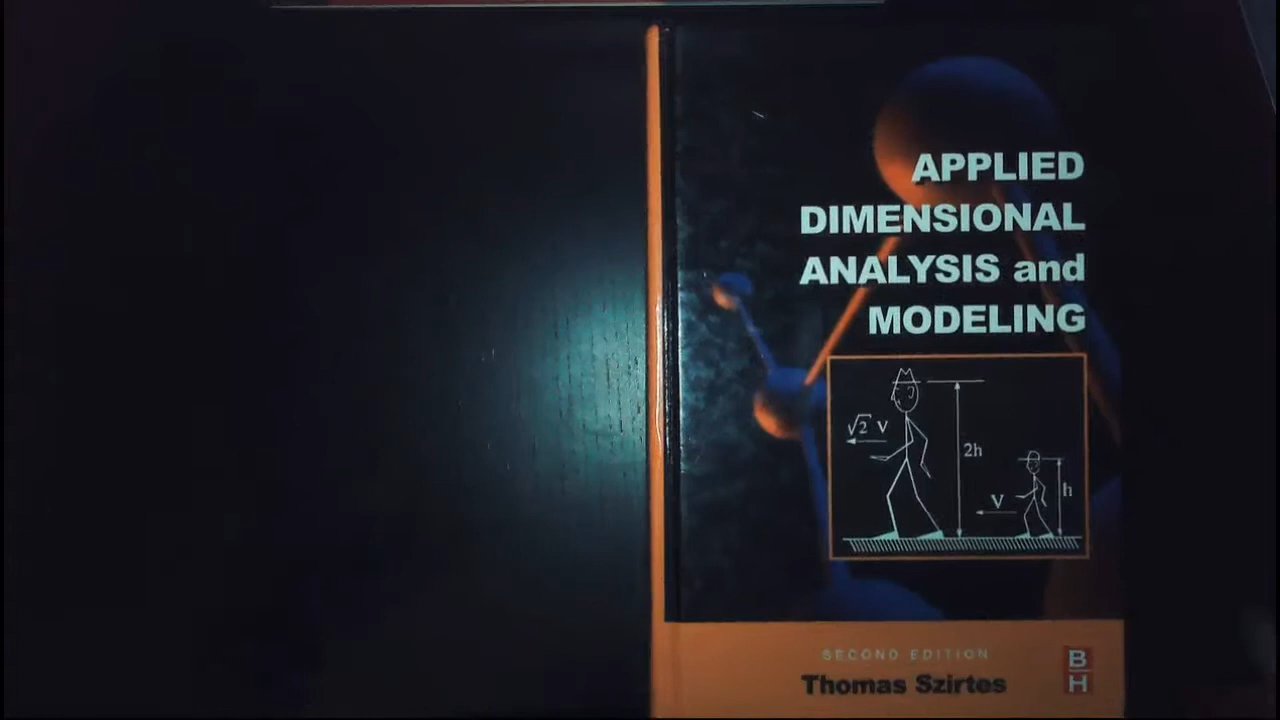 APPLIED
DIMENSIONAL
ANALYSIS and
MODELING
√2 v
2h
v
h
SECOND EDITION
Thomas Szirtes
B
H